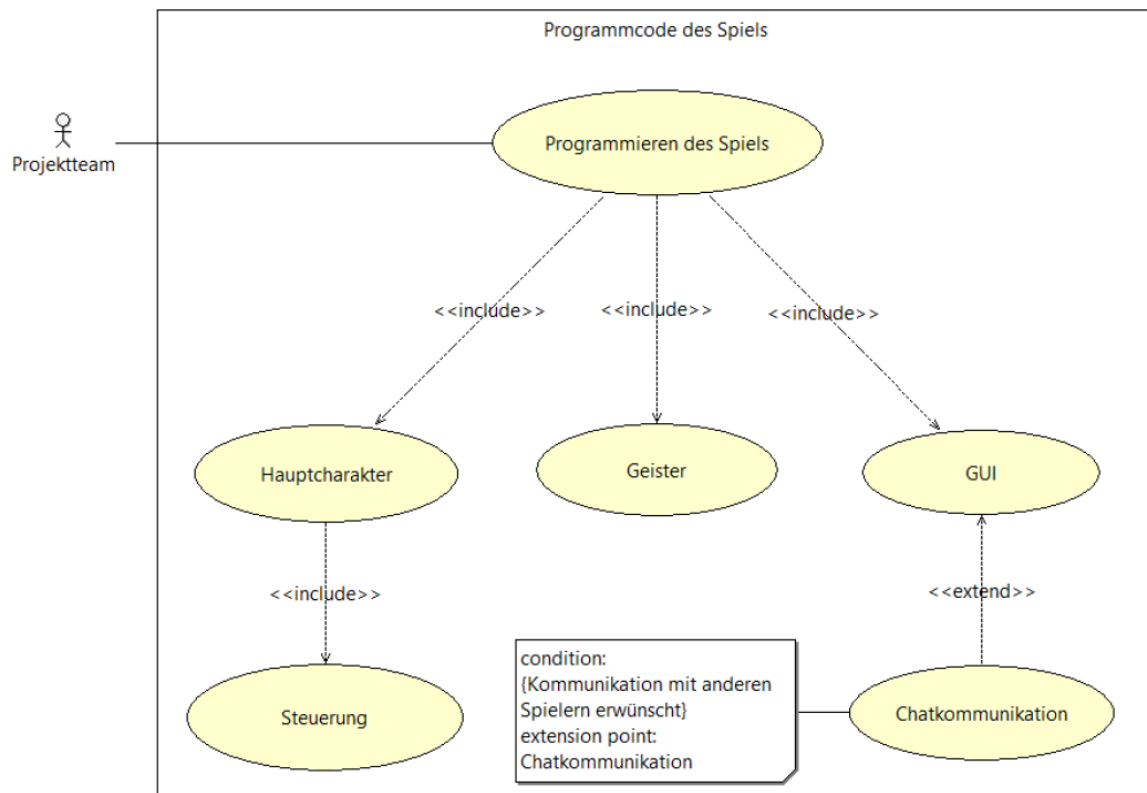 Programmcode des Spiels
Projektteam
Programmieren des Spiels
<<include>>
<<include>>
<<include>>
Hauptcharakter
Geister
GUI
<<include>>
<<extend>>
condition:
{Kommunikation mit anderen
Spielern erwünscht}
extension point:
Chatkommunikation
Steuerung
Chatkommunikation